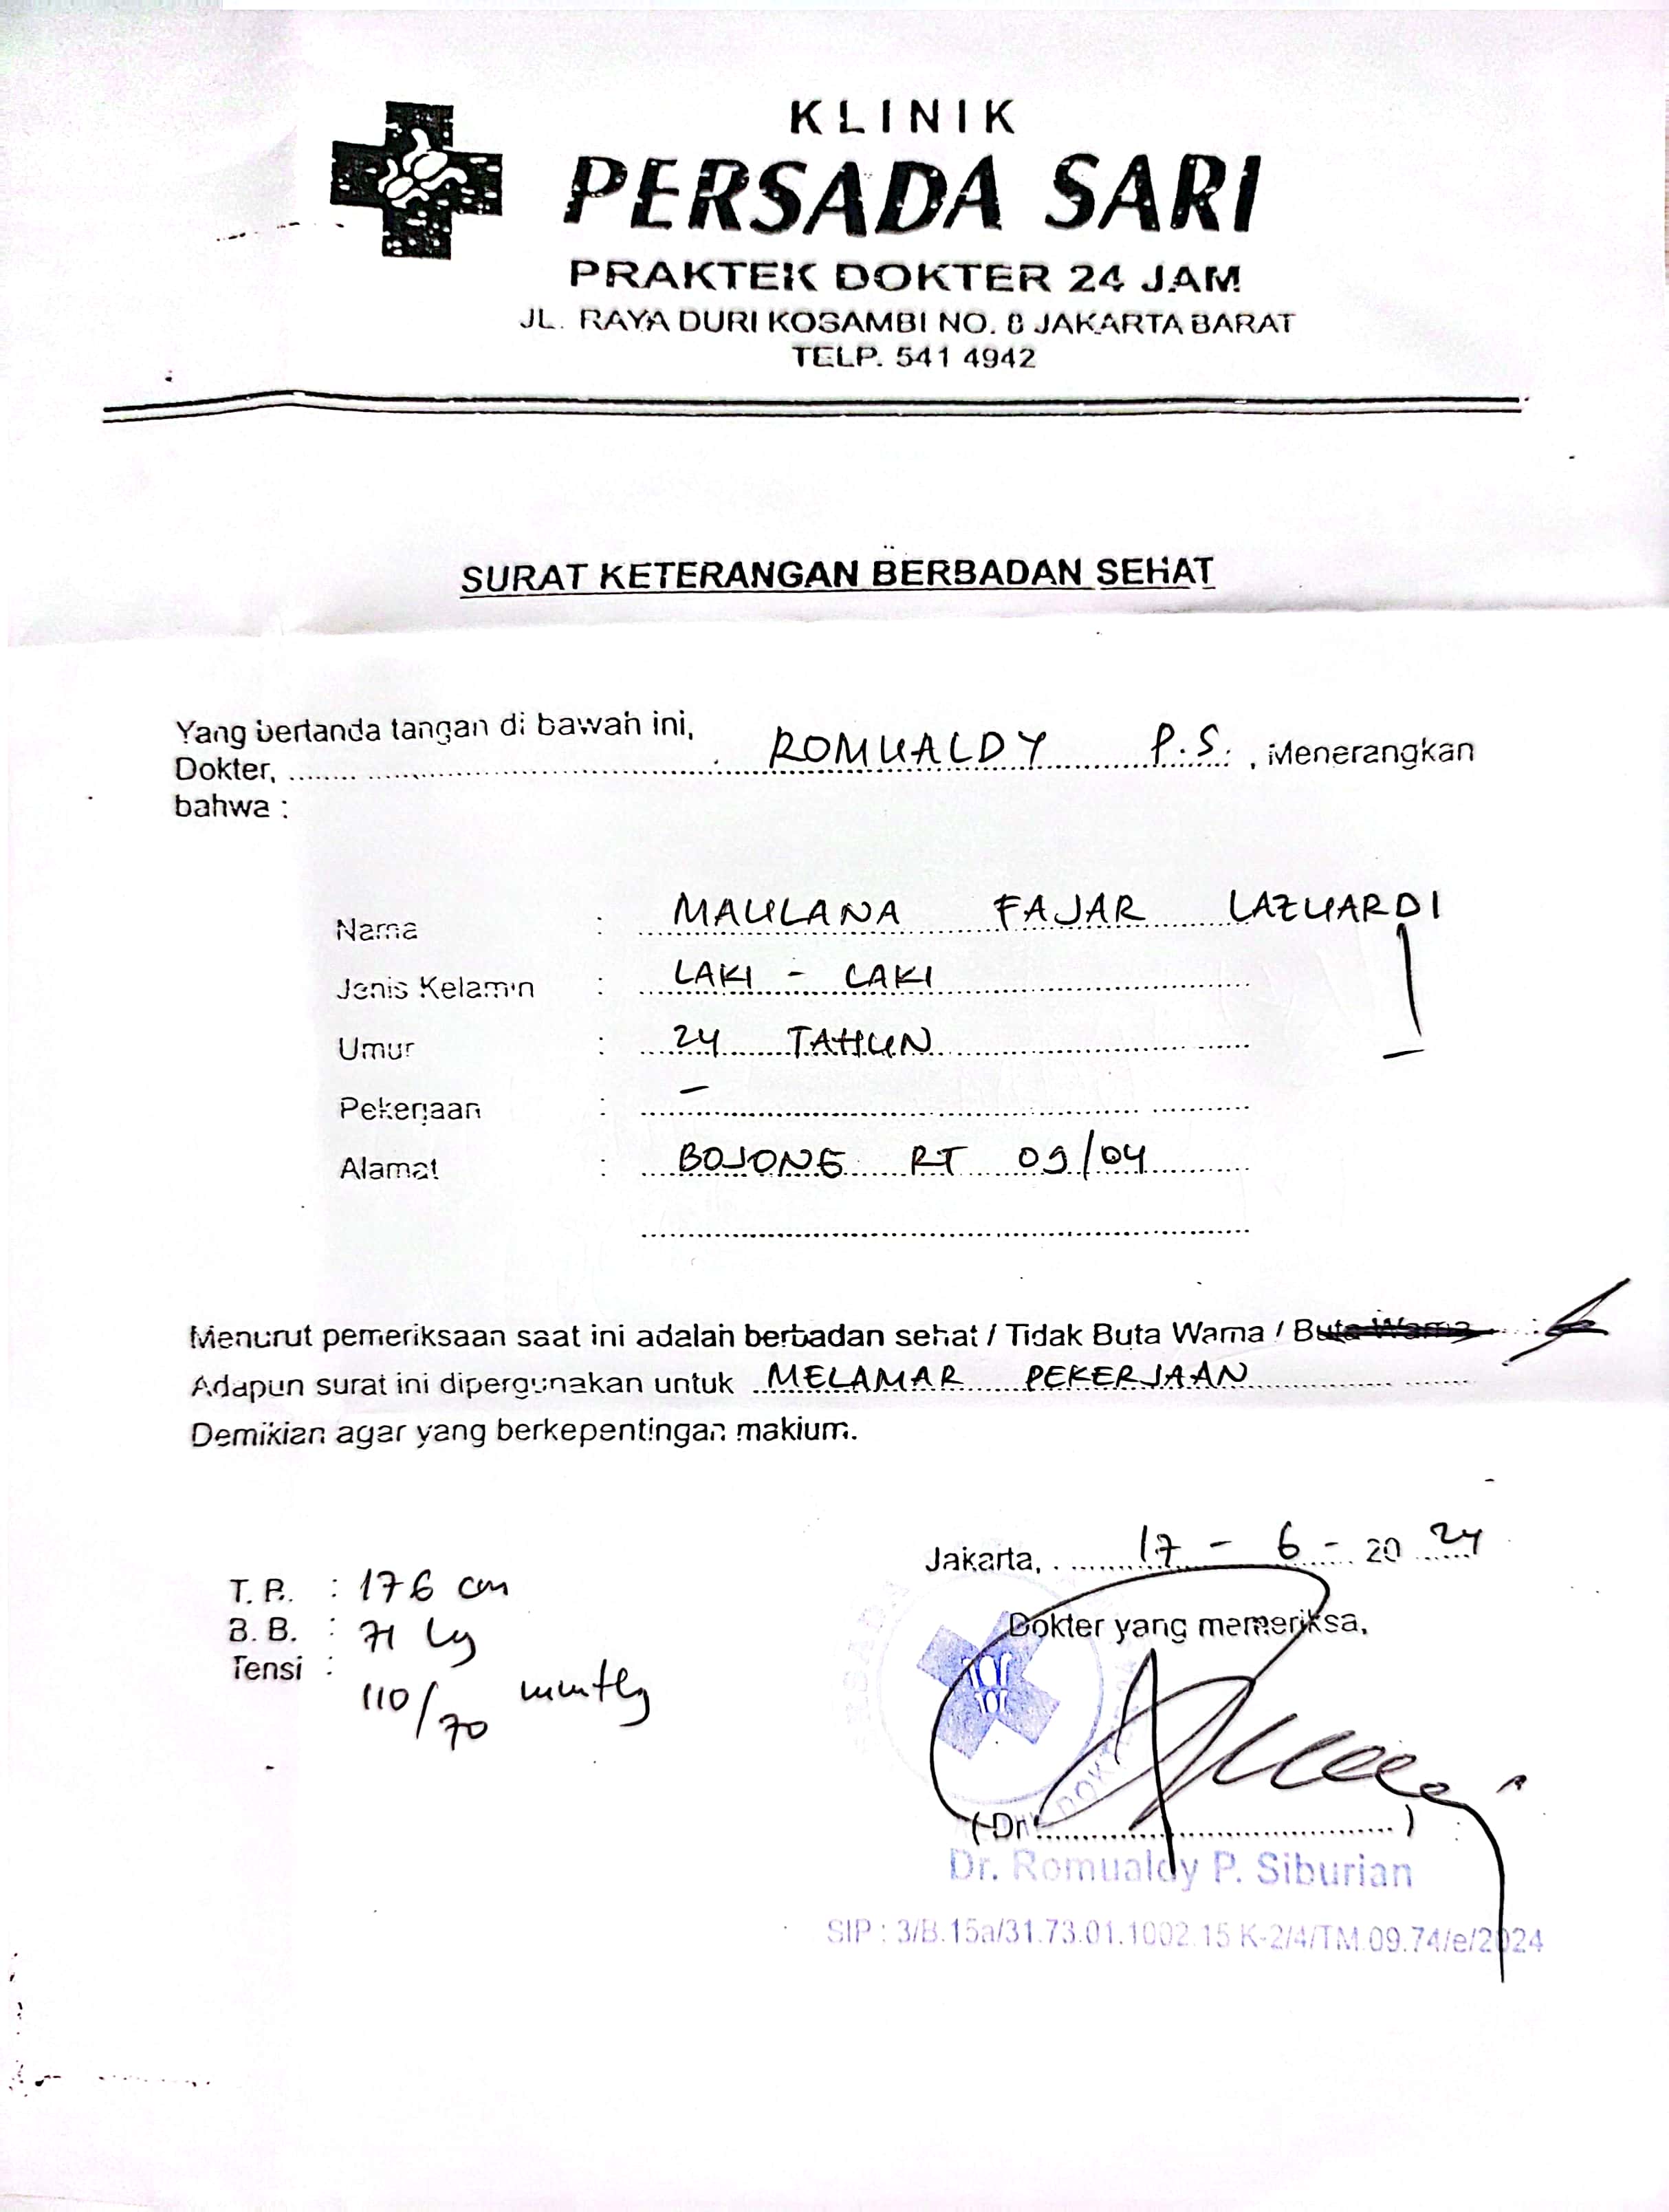 KLINIK
PERSADA SARI
PRAKTEK DOKTER 24 JAM
JL. RAYA DURI KOSAMBI NO. 8 JAKARTA BARAT
TELP. 541 4942
SURAT KETERANGAN BERBADAN SEHAT
Yang bertanda tangan di bawah ini,
Dokter, ROMUALDY P.S. , Menerangkan
bahwa :
Nama : MAULANA FAJAR LAZUARDI
Jenis Kelamin : LAKI - LAKI
Umur : 24 TAHUN
Pekerjaan : -
Alamat : BOJONG RT 09/04
Menurut pemeriksaan saat ini adalah berbadan sehat / Tidak Buta Warna / Buta Warna
Adapun surat ini dipergunakan untuk MELAMAR PEKERJAAN
Demikian agar yang berkepentingan maklum.
Jakarta, 17 - 6 - 20 24
T. B. : 176 cm
B. B. : 71 kg
Tensi : 110/70 mmHg
Dokter yang memeriksa,
( Dr. )
Dr. Romualdy P. Siburian
SIP : 3/B.15a/31.73.01.1002.15 K-2/4/TM.09.74/e/2024